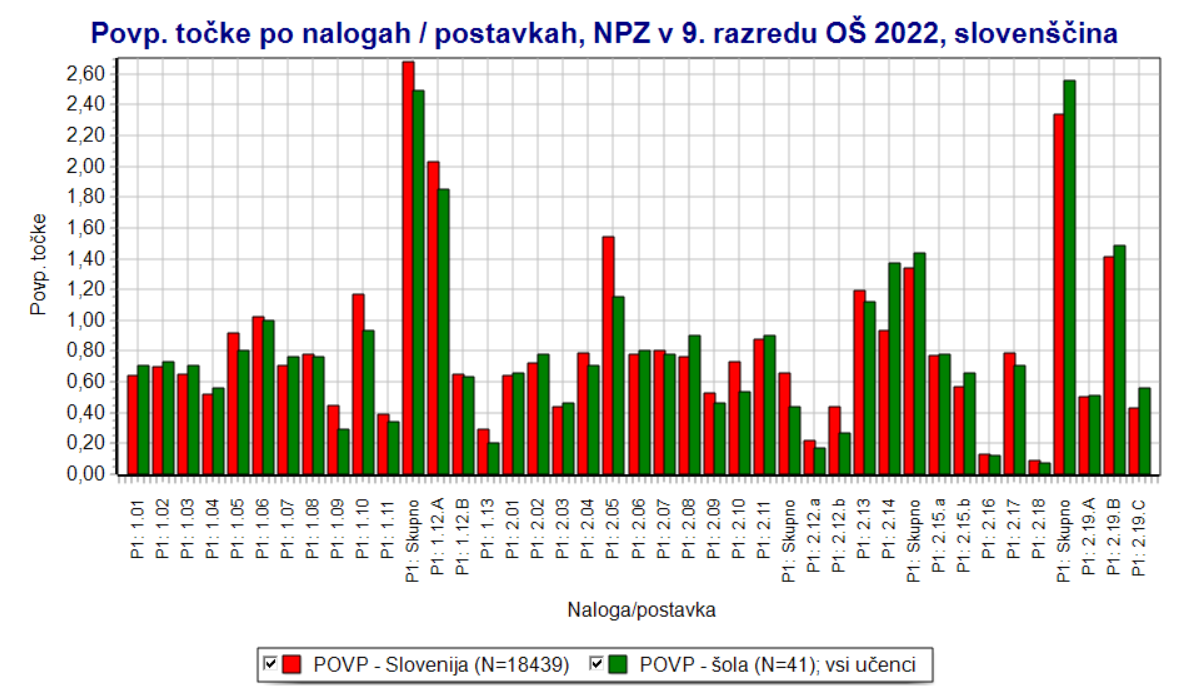 Povp. točke po nalogah / postavkah, NPZ v 9. razredu OŠ 2022, slovenščina
2,60
2,40
2,20
2,00
1,80
1,60
1,40
1,20
1,00
0,80
0,60
0,40
0,20
0,00
Povp. točke
P1: 1.01
P1: 1.02
P1: 1.03
P1: 1.04
P1: 1.05
P1: 1.06
P1: 1.07
P1: 1.08
P1: 1.09
P1: 1.10
P1: 1.11
P1: Skupno
P1: 1.12.A
P1: 1.12.B
P1: 1.13
P1: 2.01
P1: 2.02
P1: 2.03
P1: 2.04
P1: 2.05
P1: 2.06
P1: 2.07
P1: 2.08
P1: 2.09
P1: 2.10
P1: 2.11
P1: Skupno
P1: 2.12.a
P1: 2.12.b
P1: 2.13
P1: 2.14
P1: Skupno
P1: 2.15.a
P1: 2.15.b
P1: 2.16
P1: 2.17
P1: 2.18
P1: Skupno
P1: 2.19.A
P1: 2.19.B
P1: 2.19.C
Naloga/postavka
POVP - Slovenija (N=18439)
POVP - šola (N=41); vsi učenci